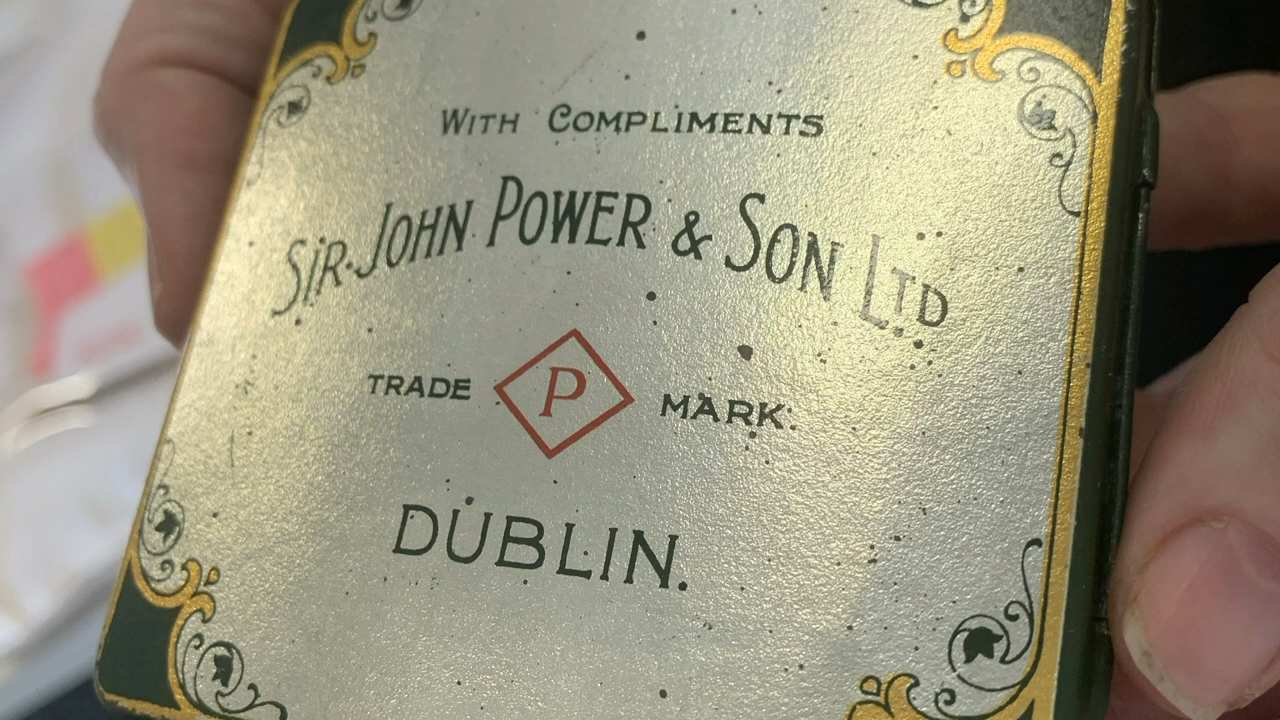 With Compliments
Sir John Power & Son Ltd
TRADE P MARK.
DUBLIN.